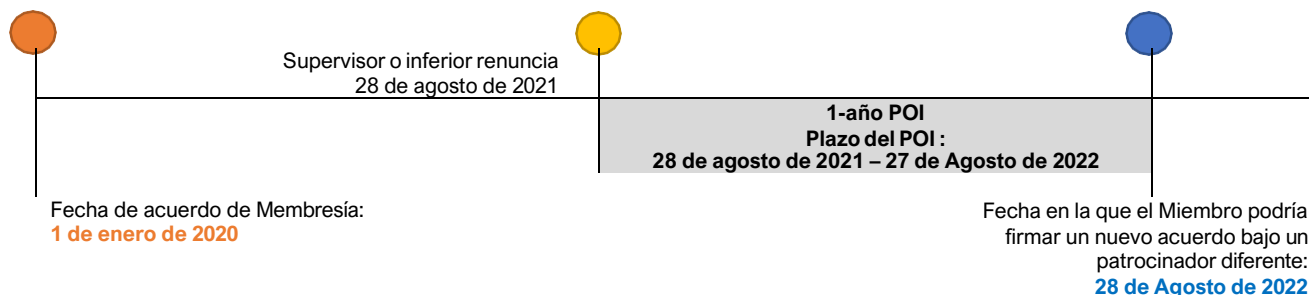 Supervisor o inferior renuncia
28 de agosto de 2021
1-año POI
Plazo del POI :
28 de agosto de 2021 – 27 de Agosto de 2022
Fecha de acuerdo de Membresía:
1 de enero de 2020
Fecha en la que el Miembro podría
firmar un nuevo acuerdo bajo un
patrocinador diferente:
28 de Agosto de 2022